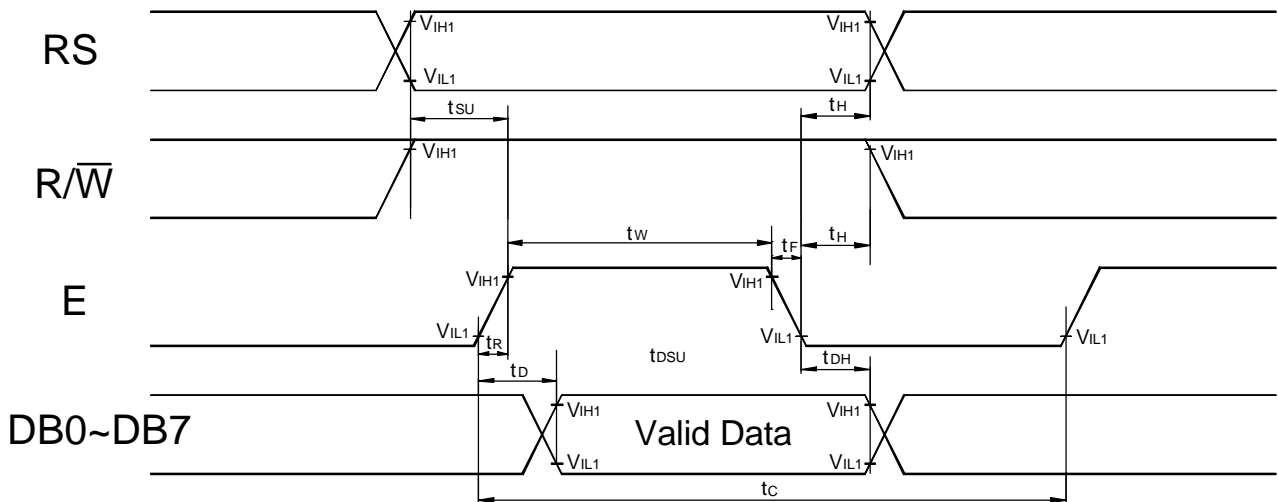 RS
VIH1 VIH1
VIL1 VIL1
tSU tH
R/W̅
VIH1 VIH1
tW tF tH
E
VIH1 VIH1
VIL1 VIL1 VIL1
tR tDSU tDH
tD
DB0~DB7
VIH1 Valid Data VIH1
VIL1 VIL1
tC